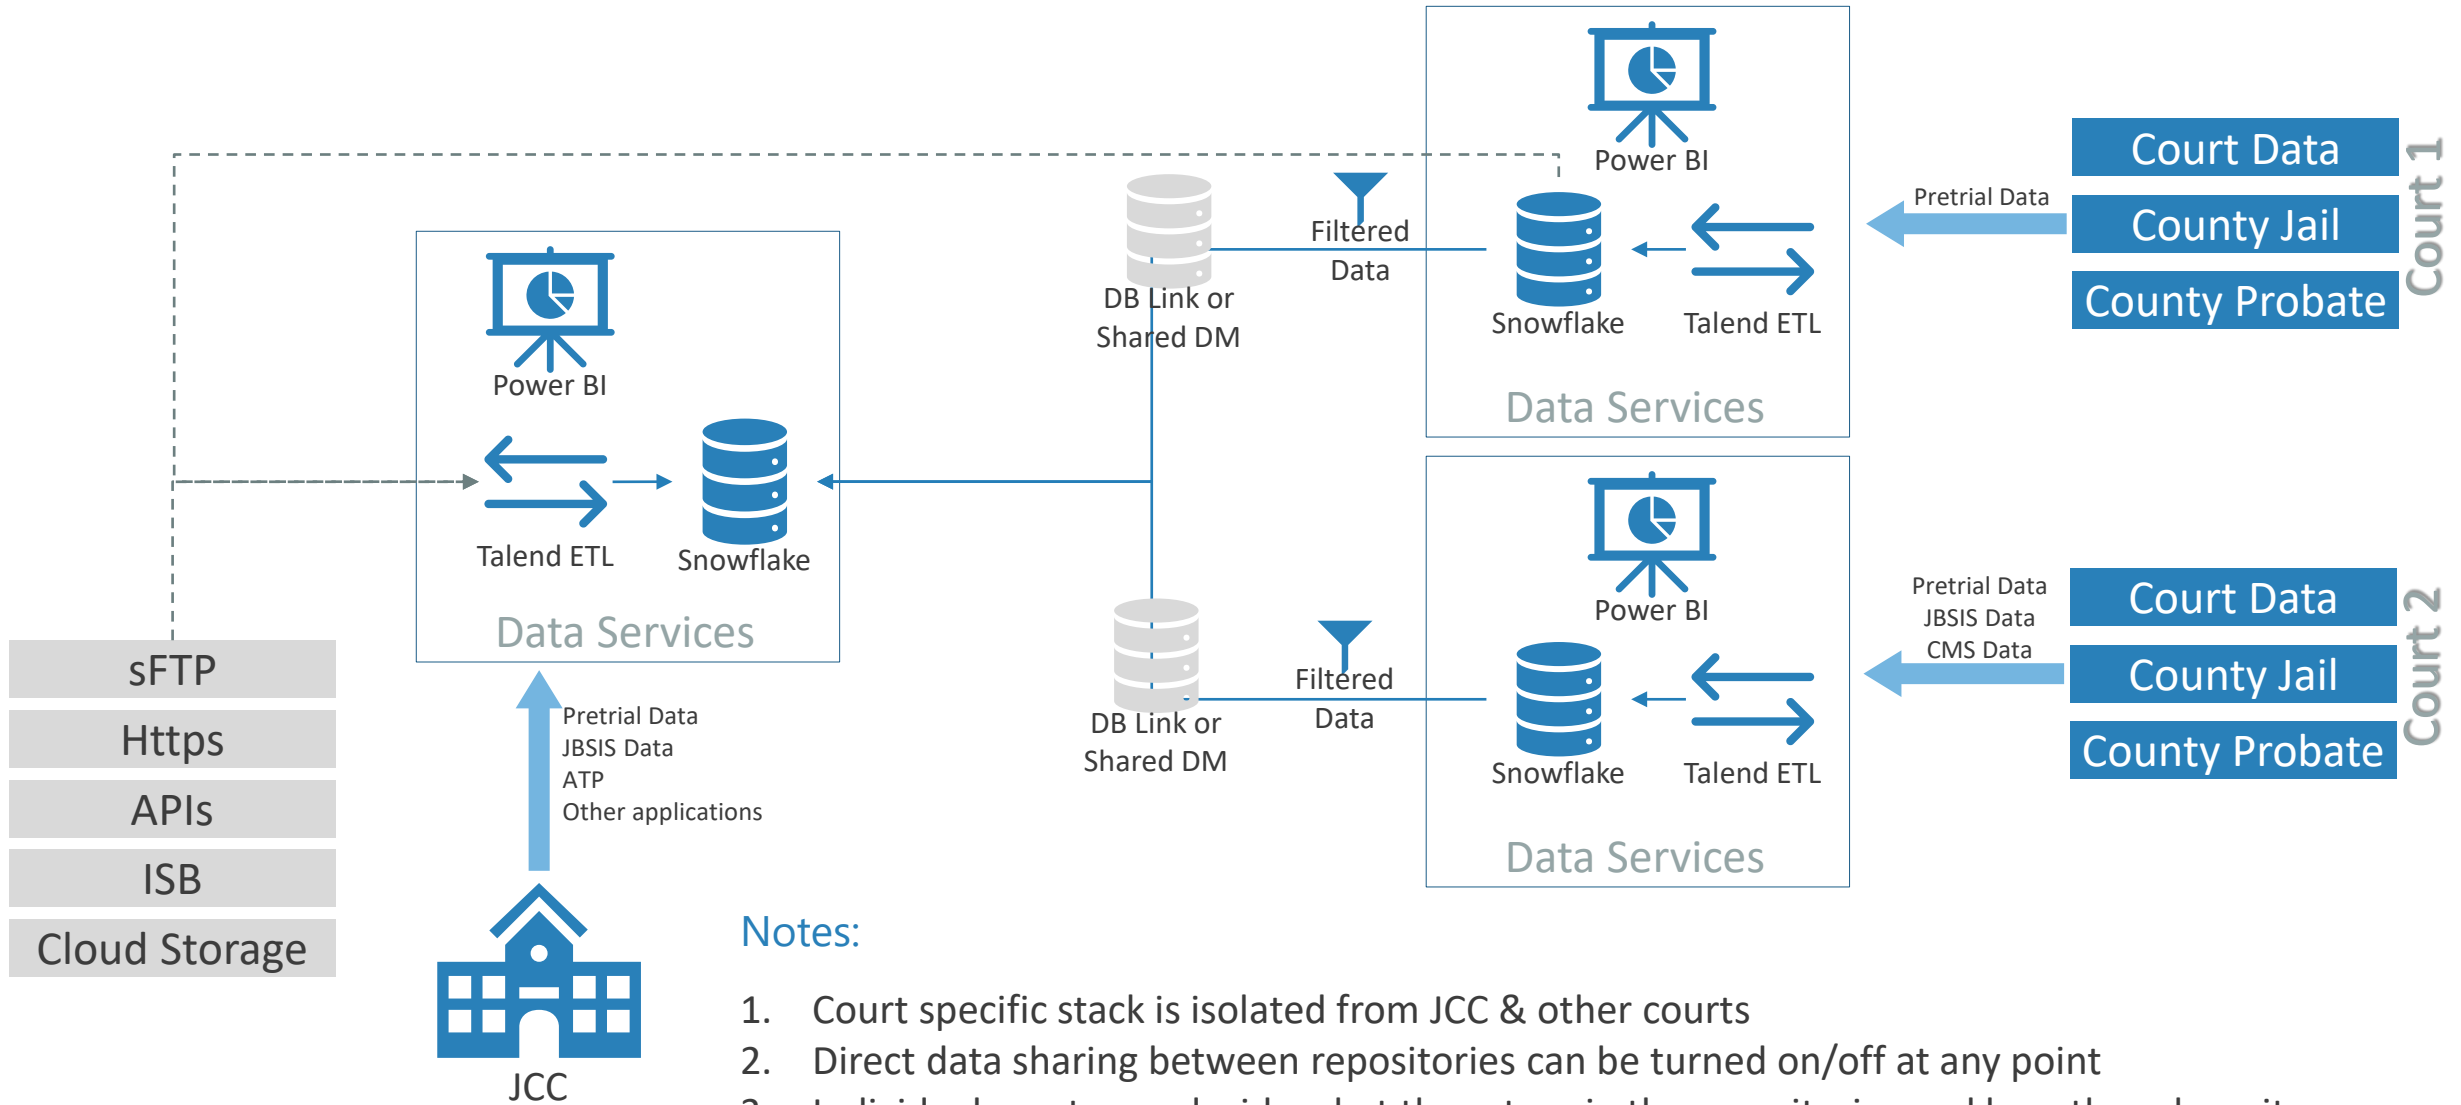 Power BI
Snowflake
Talend ETL
Data Services
Pretrial Data
Court Data
County Jail
County Probate
Court 1
Filtered
Data
DB Link or
Shared DM
Power BI
Talend ETL
Snowflake
Data Services
Power BI
Snowflake
Talend ETL
Data Services
Pretrial Data
JBSIS Data
CMS Data
Court Data
County Jail
County Probate
Court 2
Filtered
Data
DB Link or
Shared DM
sFTP
Https
APIs
ISB
Cloud Storage
Pretrial Data
JBSIS Data
ATP
Other applications
JCC
Notes:
1. Court specific stack is isolated from JCC & other courts
2. Direct data sharing between repositories can be turned on/off at any point